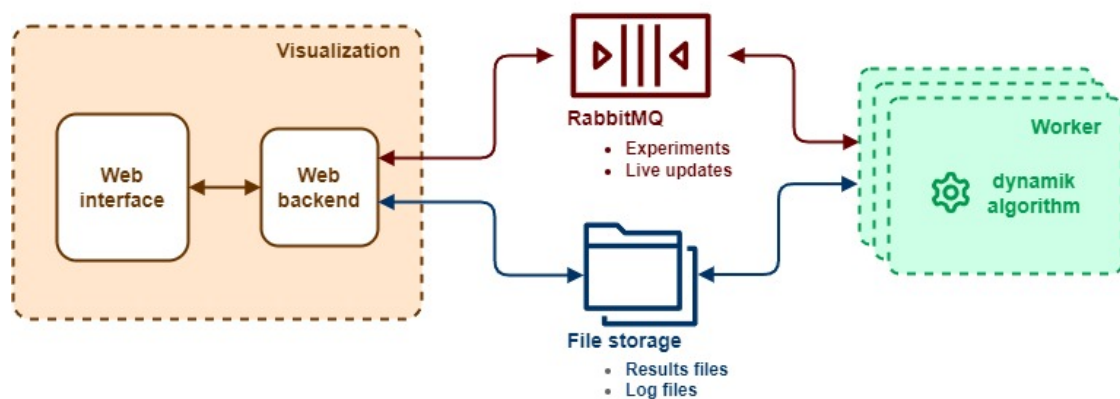 Visualization
Web
interface
Web
backend
RabbitMQ
• Experiments
• Live updates
File storage
• Results files
• Log files
Worker
dynamik
algorithm